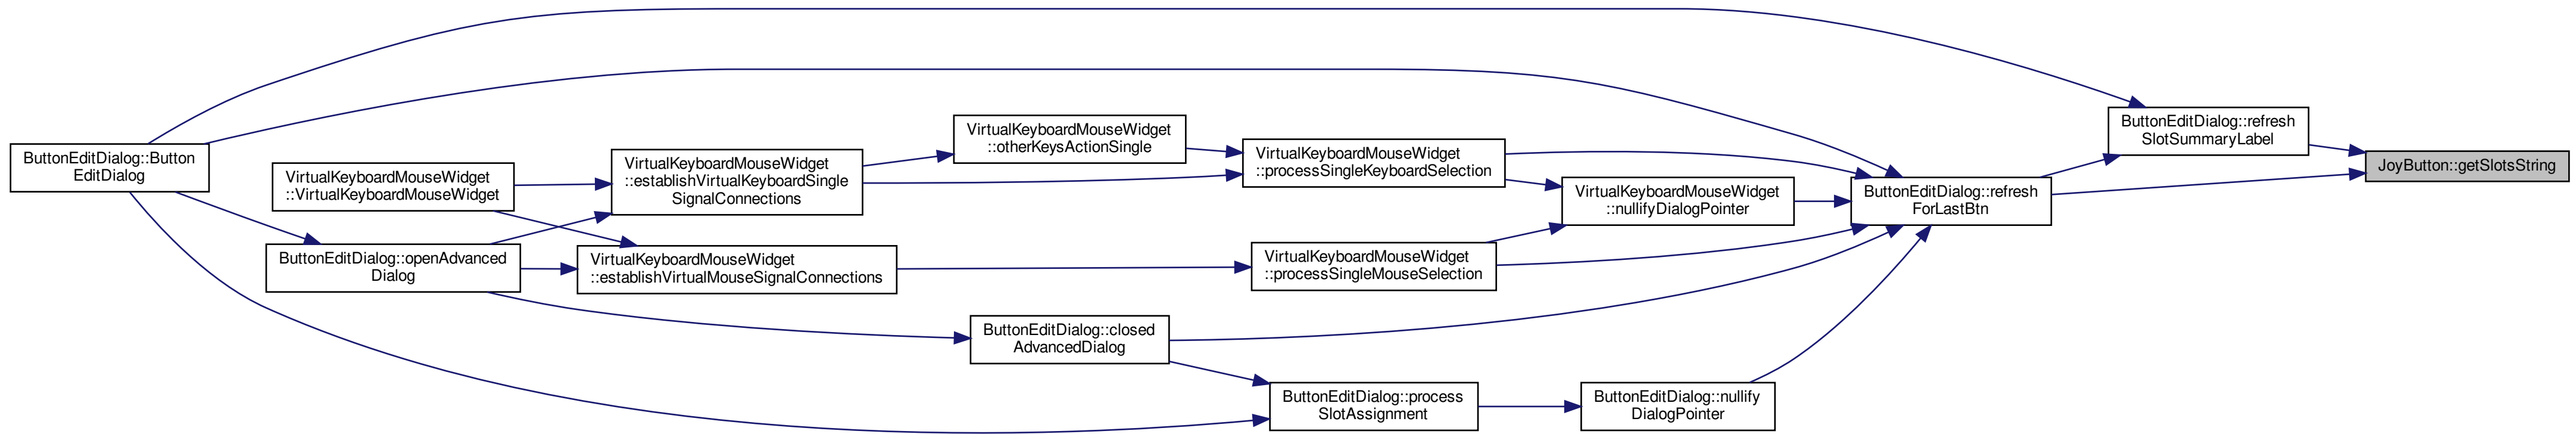 ButtonEditDialog::Button
EditDialog
VirtualKeyboardMouseWidget
::VirtualKeyboardMouseWidget
ButtonEditDialog::openAdvanced
Dialog
VirtualKeyboardMouseWidget
::establishVirtualKeyboardSingle
SignalConnections
VirtualKeyboardMouseWidget
::establishVirtualMouseSignalConnections
VirtualKeyboardMouseWidget
::otherKeysActionSingle
ButtonEditDialog::closed
AdvancedDialog
VirtualKeyboardMouseWidget
::processSingleKeyboardSelection
VirtualKeyboardMouseWidget
::processSingleMouseSelection
ButtonEditDialog::process
SlotAssignment
VirtualKeyboardMouseWidget
::nullifyDialogPointer
ButtonEditDialog::nullify
DialogPointer
ButtonEditDialog::refresh
ForLastBtn
ButtonEditDialog::refresh
SlotSummaryLabel
JoyButton::getSlotsString